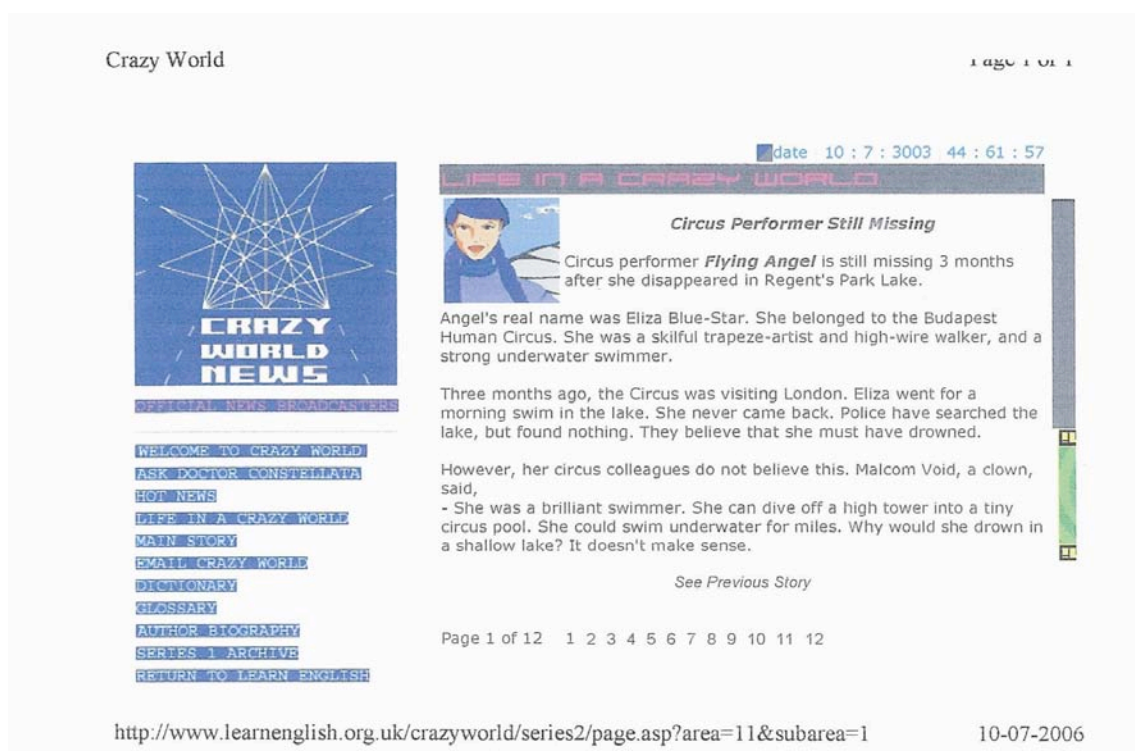 Crazy World
Page 1 of 1
date 10 : 7 : 3003 44 : 61 : 57
LIFE IN A CRAZY WORLD
CRAZY
WORLD
NEWS
OFFICIAL NEWS BROADCASTERS
WELCOME TO CRAZY WORLD
ASK DOCTOR CONSTELLATA
HOT NEWS
LIFE IN A CRAZY WORLD
MAIN STORY
EMAIL CRAZY WORLD
DICTIONARY
GLOSSARY
AUTHOR BIOGRAPHY
SERIES 1 ARCHIVE
RETURN TO LEARN ENGLISH
Circus Performer Still Missing
Circus performer Flying Angel is still missing 3 months
after she disappeared in Regent's Park Lake.
Angel's real name was Eliza Blue-Star. She belonged to the Budapest
Human Circus. She was a skilful trapeze-artist and high-wire walker, and a
strong underwater swimmer.
Three months ago, the Circus was visiting London. Eliza went for a
morning swim in the lake. She never came back. Police have searched the
lake, but found nothing. They believe that she must have drowned.
However, her circus colleagues do not believe this. Malcom Void, a clown,
said,
- She was a brilliant swimmer. She can dive off a high tower into a tiny
circus pool. She could swim underwater for miles. Why would she drown in
a shallow lake? It doesn't make sense.
See Previous Story
Page 1 of 12 1 2 3 4 5 6 7 8 9 10 11 12
http://www.learnenglish.org.uk/crazyworld/series2/page.asp?area=11&subarea=1
10-07-2006